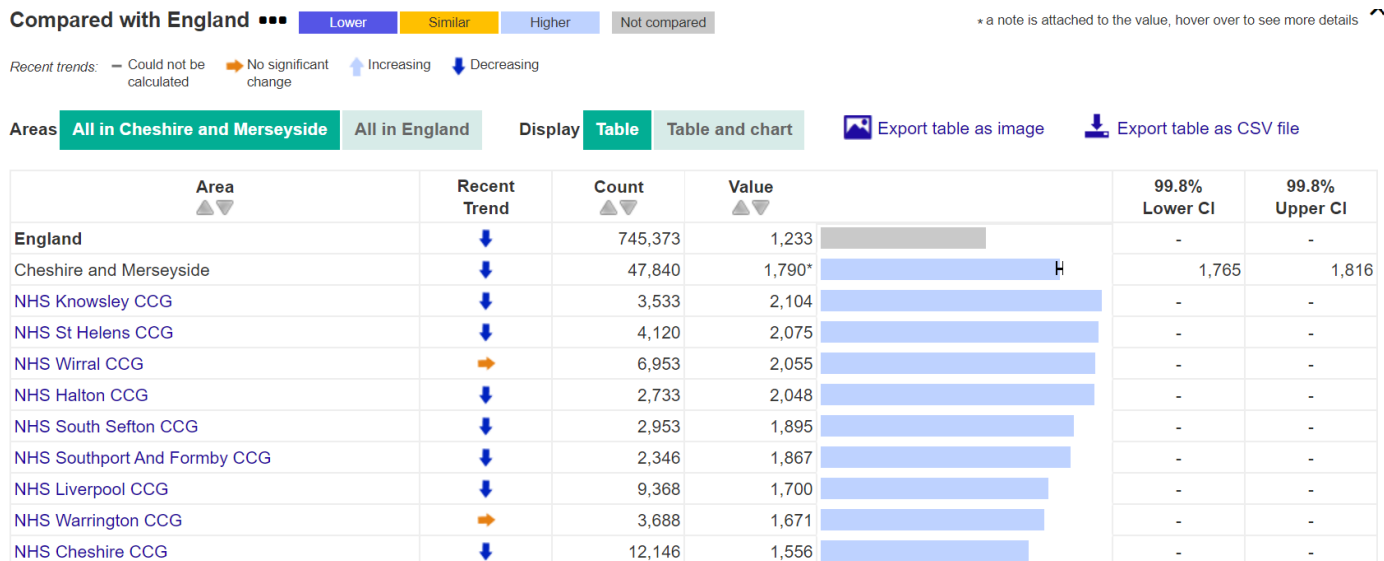 Compared with England ••• Lower Similar Higher Not compared * a note is attached to the value, hover over to see more details
Recent trends: – Could not be calculated No significant change Increasing Decreasing
Areas All in Cheshire and Merseyside All in England Display Table Table and chart Export table as image Export table as CSV file
Area Recent Trend Count Value 99.8% Lower CI 99.8% Upper CI
England 745,373 1,233 - -
Cheshire and Merseyside 47,840 1,790* 1,765 1,816
NHS Knowsley CCG 3,533 2,104 - -
NHS St Helens CCG 4,120 2,075 - -
NHS Wirral CCG 6,953 2,055 - -
NHS Halton CCG 2,733 2,048 - -
NHS South Sefton CCG 2,953 1,895 - -
NHS Southport And Formby CCG 2,346 1,867 - -
NHS Liverpool CCG 9,368 1,700 - -
NHS Warrington CCG 3,688 1,671 - -
NHS Cheshire CCG 12,146 1,556 - -